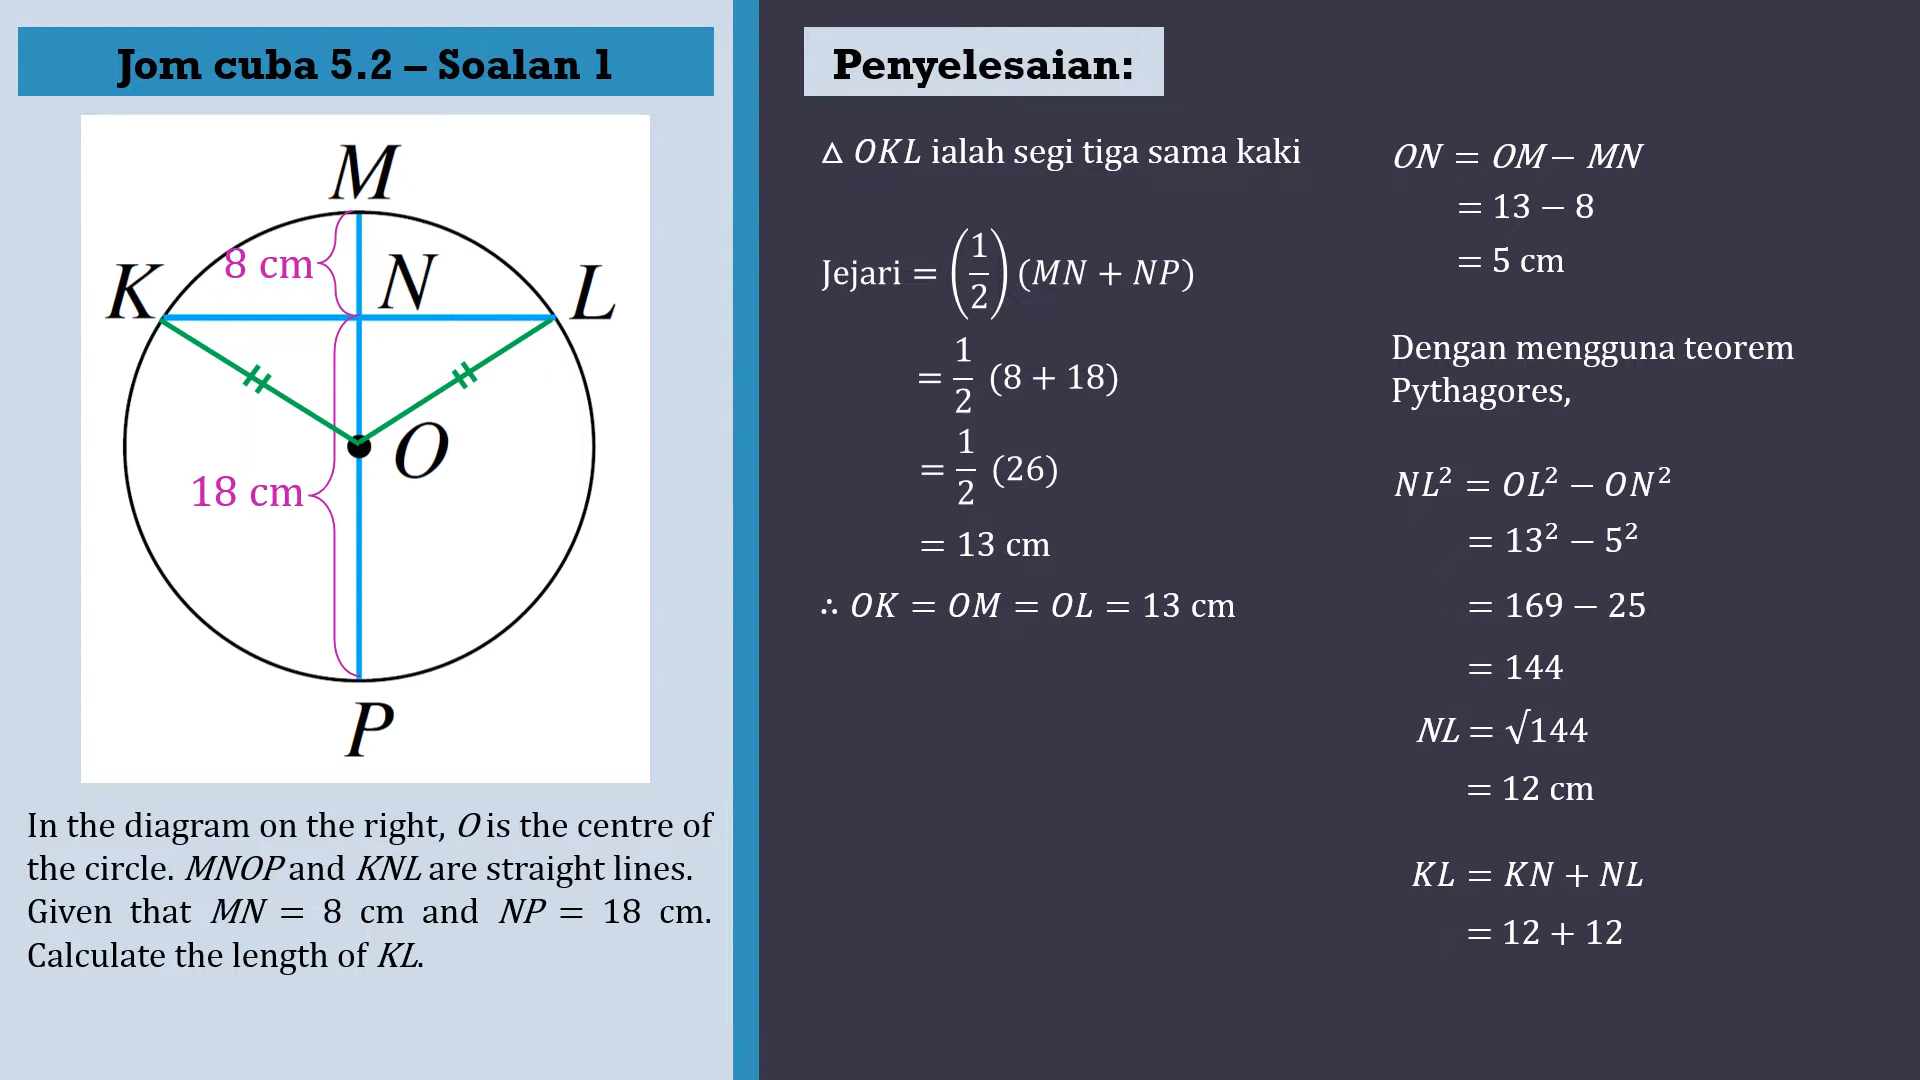 Jom cuba 5.2 – Soalan 1
M
8 cm
K
N
L
O
18 cm
P
In the diagram on the right, O is the centre of
the circle. MNOP and KNL are straight lines.
Given that MN = 8 cm and NP = 18 cm.
Calculate the length of KL.
Penyelesaian:
△ OKL ialah segi tiga sama kaki
Jejari = (1/2) (MN + NP)
= 1/2 (8 + 18)
= 1/2 (26)
= 13 cm
∴ OK = OM = OL = 13 cm
ON = OM − MN
= 13 − 8
= 5 cm
Dengan mengguna teorem
Pythagores,
NL² = OL² − ON²
= 13² − 5²
= 169 − 25
= 144
NL = √144
= 12 cm
KL = KN + NL
= 12 + 12